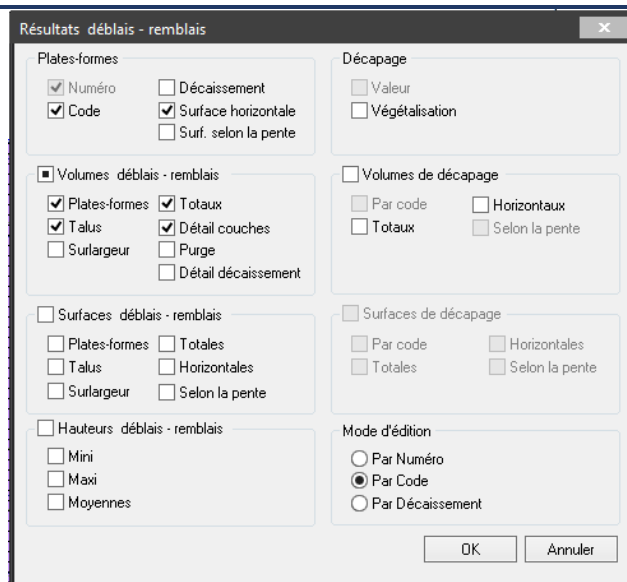 Résultats déblais - remblais
x
Plates-formes
Numéro
Décaissement
Code
Surface horizontale
Surf. selon la pente
Décapage
Valeur
Végétalisation
Volumes déblais - remblais
Plates-formes
Totaux
Talus
Détail couches
Surlargeur
Purge
Détail décaissement
Volumes de décapage
Par code
Horizontaux
Totaux
Selon la pente
Surfaces déblais - remblais
Plates-formes
Totales
Talus
Horizontales
Surlargeur
Selon la pente
Surfaces de décapage
Par code
Horizontales
Totales
Selon la pente
Hauteurs déblais - remblais
Mini
Maxi
Moyennes
Mode d'édition
Par Numéro
Par Code
Par Décaissement
OK
Annuler